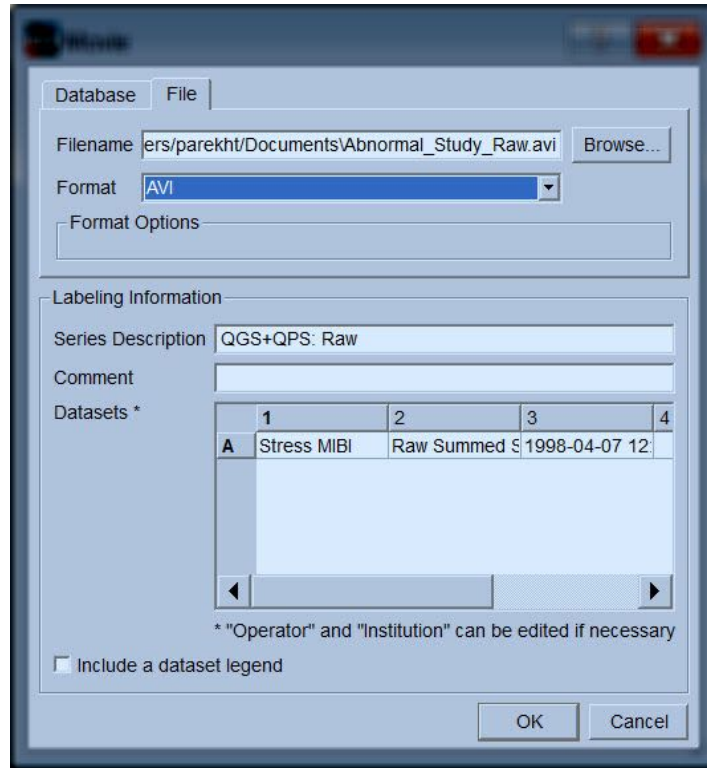 Movie
Database File
Filename ers/parekht/Documents\Abnormal_Study_Raw.avi Browse...
Format AVI
Format Options
Labeling Information
Series Description QGS+QPS: Raw
Comment
Datasets *
1 2 3 4
A Stress MIBI Raw Summed S 1998-04-07 12:
* "Operator" and "Institution" can be edited if necessary
Include a dataset legend
OK Cancel